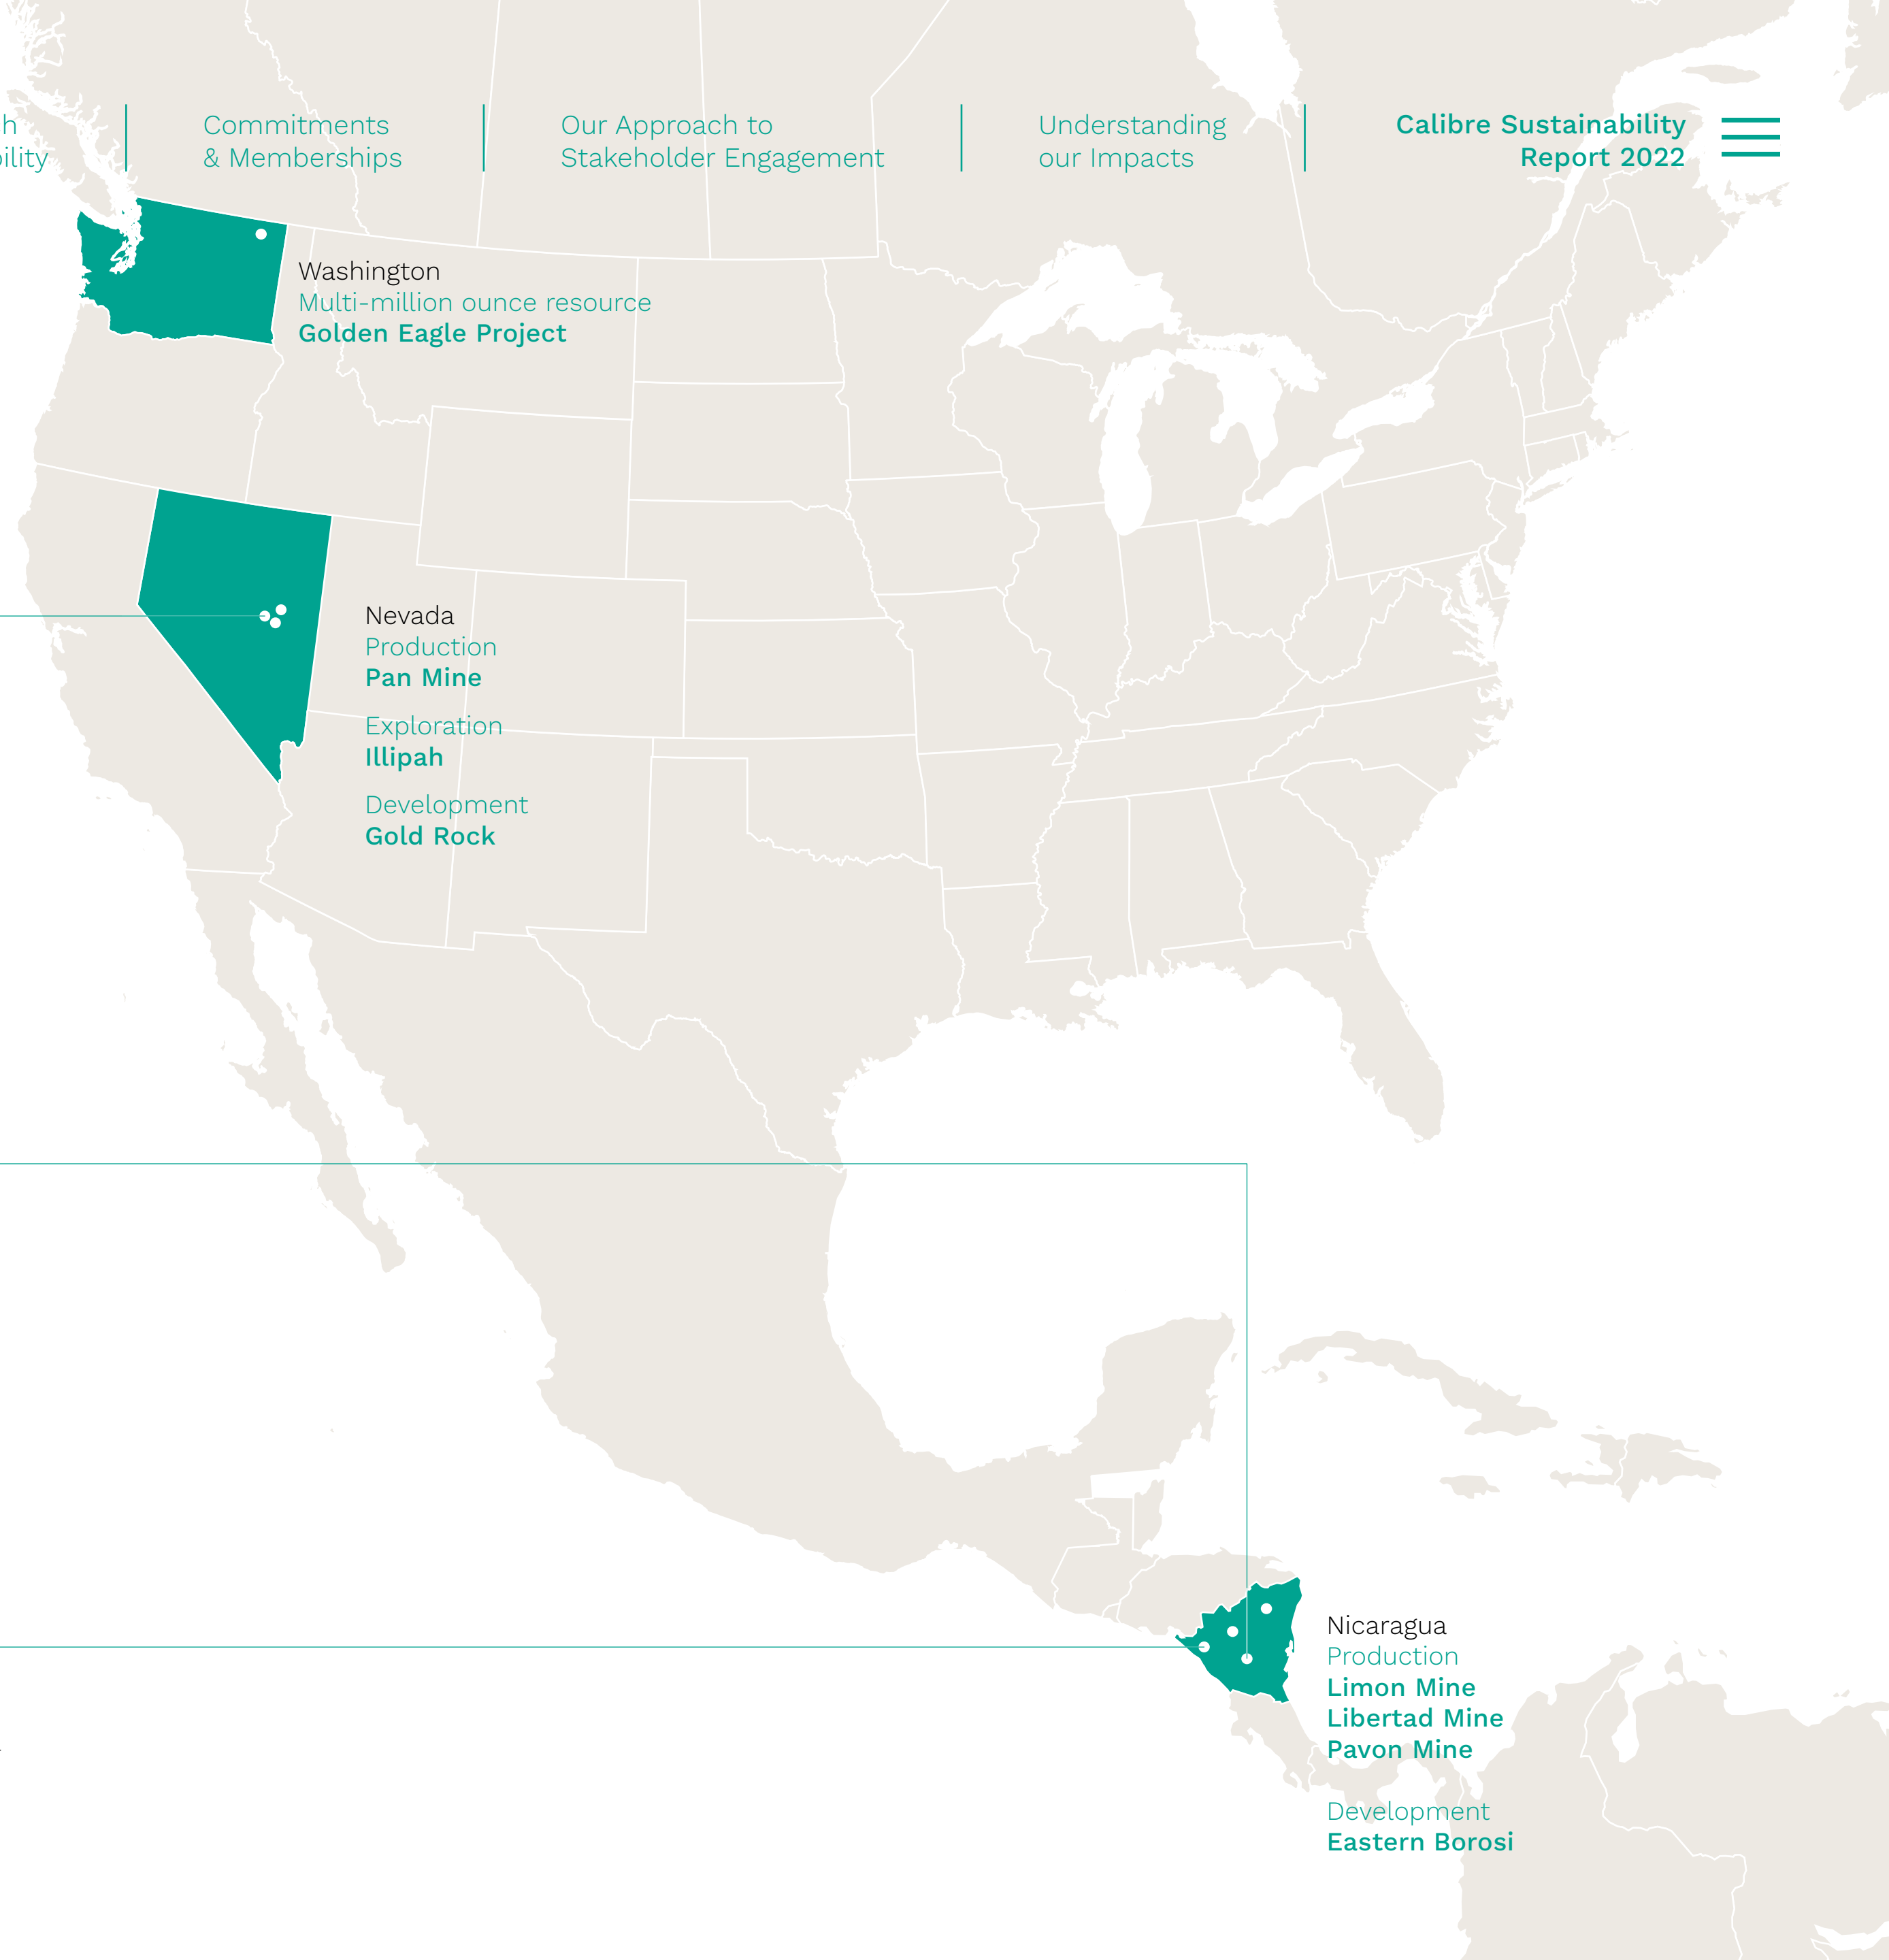 Commitments
& Memberships
Our Approach to
Stakeholder Engagement
Understanding
our Impacts
Calibre Sustainability
Report 2022
Washington
Multi-million ounce resource
Golden Eagle Project
Nevada
Production
Pan Mine
Exploration
Illipah
Development
Gold Rock
Nicaragua
Production
Limon Mine
Libertad Mine
Pavon Mine
Development
Eastern Borosi